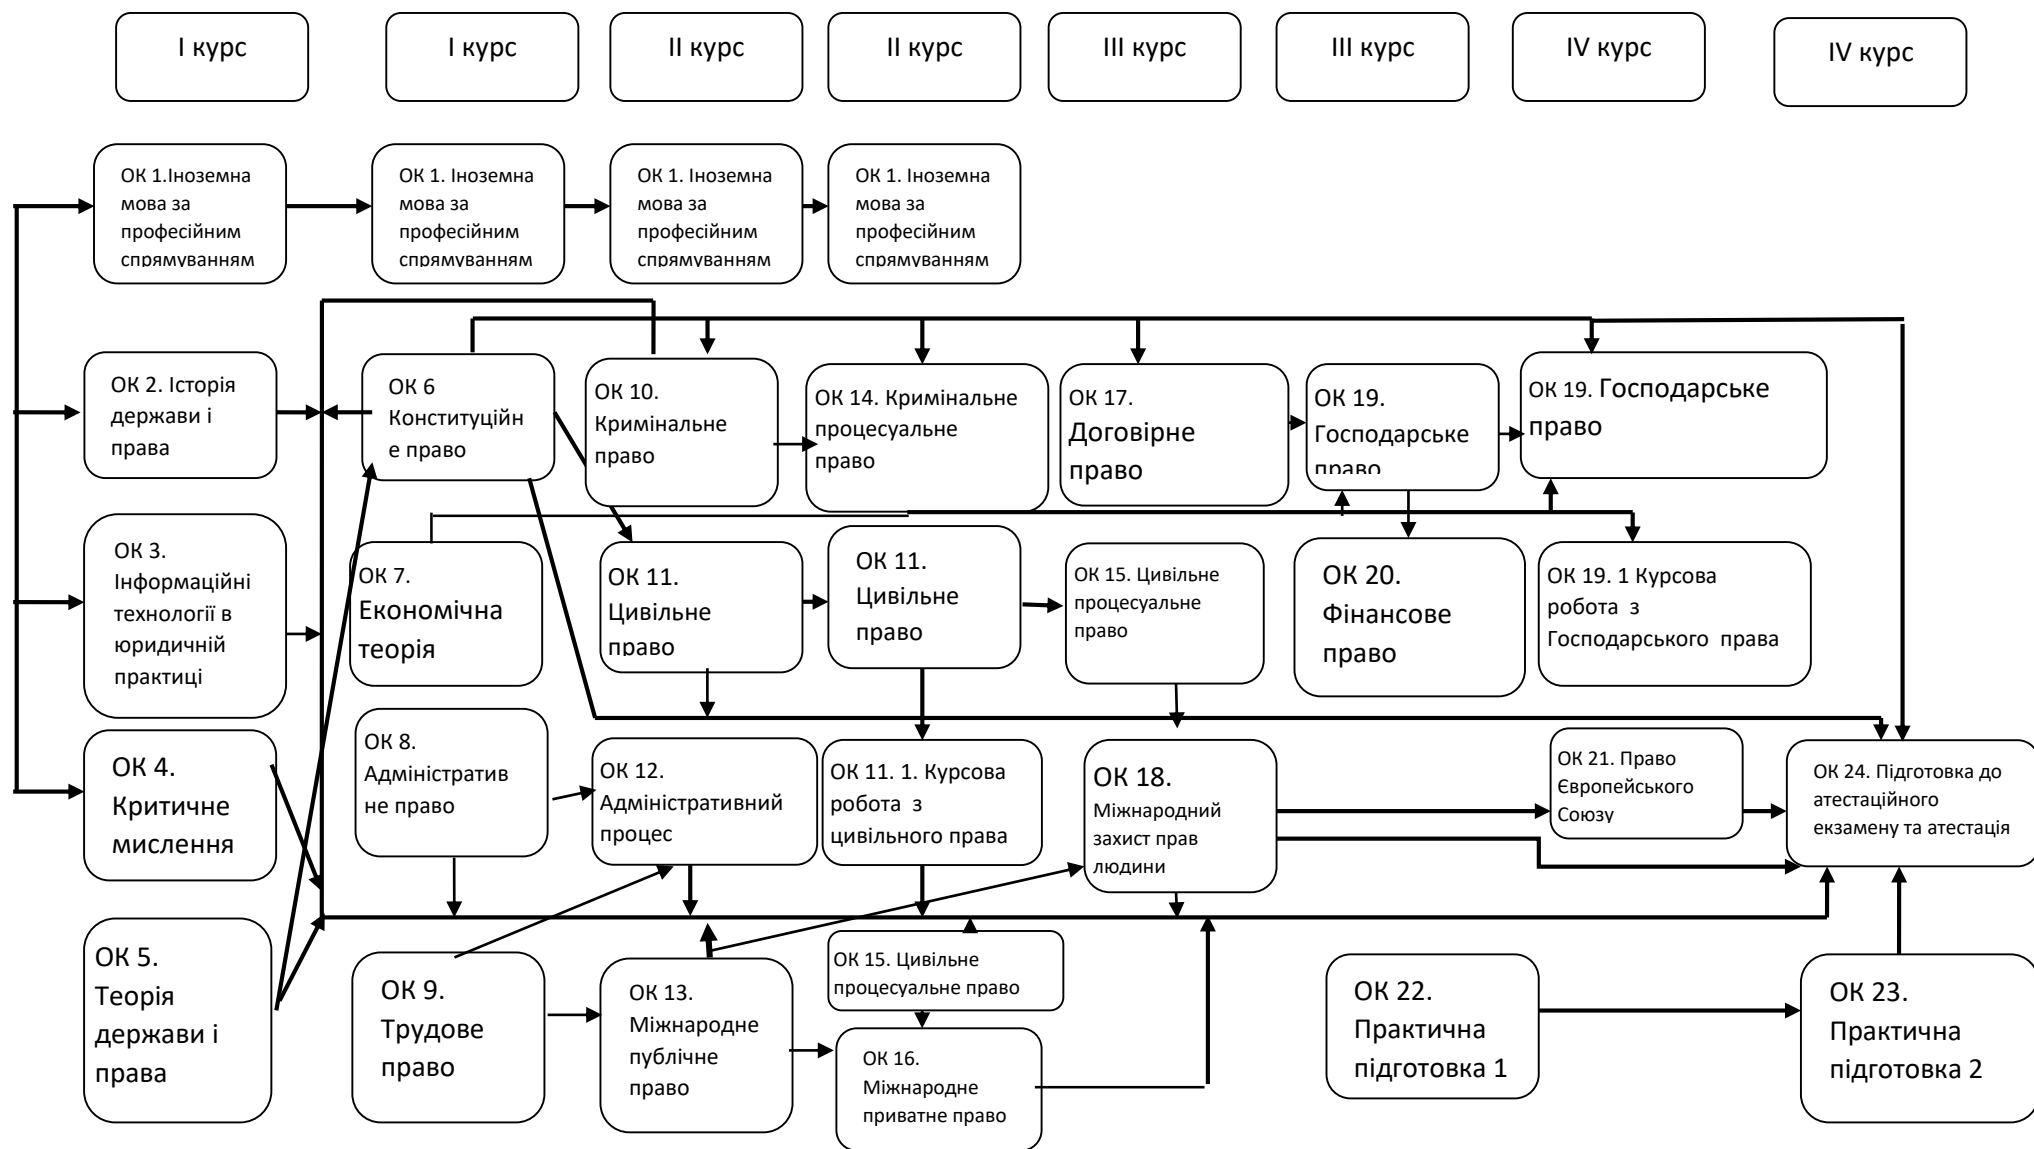 І курс
І курс
ІІ курс
ІІ курс
ІІІ курс
ІІІ курс
IV курс
IV курс
ОК 1.Іноземна
мова за
професійним
спрямуванням
ОК 1. Іноземна
мова за
професійним
спрямуванням
ОК 1. Іноземна
мова за
професійним
спрямуванням
ОК 1. Іноземна
мова за
професійним
спрямуванням
ОК 2. Історія
держави і
права
ОК 6
Конституційн
е право
ОК 10.
Кримінальне
право
ОК 14. Кримінальне
процесуальне
право
ОК 17.
Договірне
право
ОК 19.
Господарське
право
ОК 19. Господарське
право
ОК 3.
Інформаційні
технології в
юридичній
практиці
ОК 7.
Економічна
теорія
ОК 11.
Цивільне
право
ОК 11.
Цивільне
право
ОК 15. Цивільне
процесуальне
право
ОК 20.
Фінансове
право
ОК 19. 1 Курсова
робота з
Господарського права
ОК 4.
Критичне
мислення
ОК 8.
Адміністратив
не право
ОК 12.
Адміністративний
процес
ОК 11. 1. Курсова
робота з
цивільного права
ОК 18.
Міжнародний
захист прав
людини
ОК 21. Право
Європейського
Союзу
ОК 24. Підготовка до
атестаційного
екзамену та атестація
ОК 5.
Теорія
держави і
права
ОК 9.
Трудове
право
ОК 13.
Міжнародне
публічне
право
ОК 15. Цивільне
процесуальне право
ОК 16.
Міжнародне
приватне право
ОК 22.
Практична
підготовка 1
ОК 23.
Практична
підготовка 2